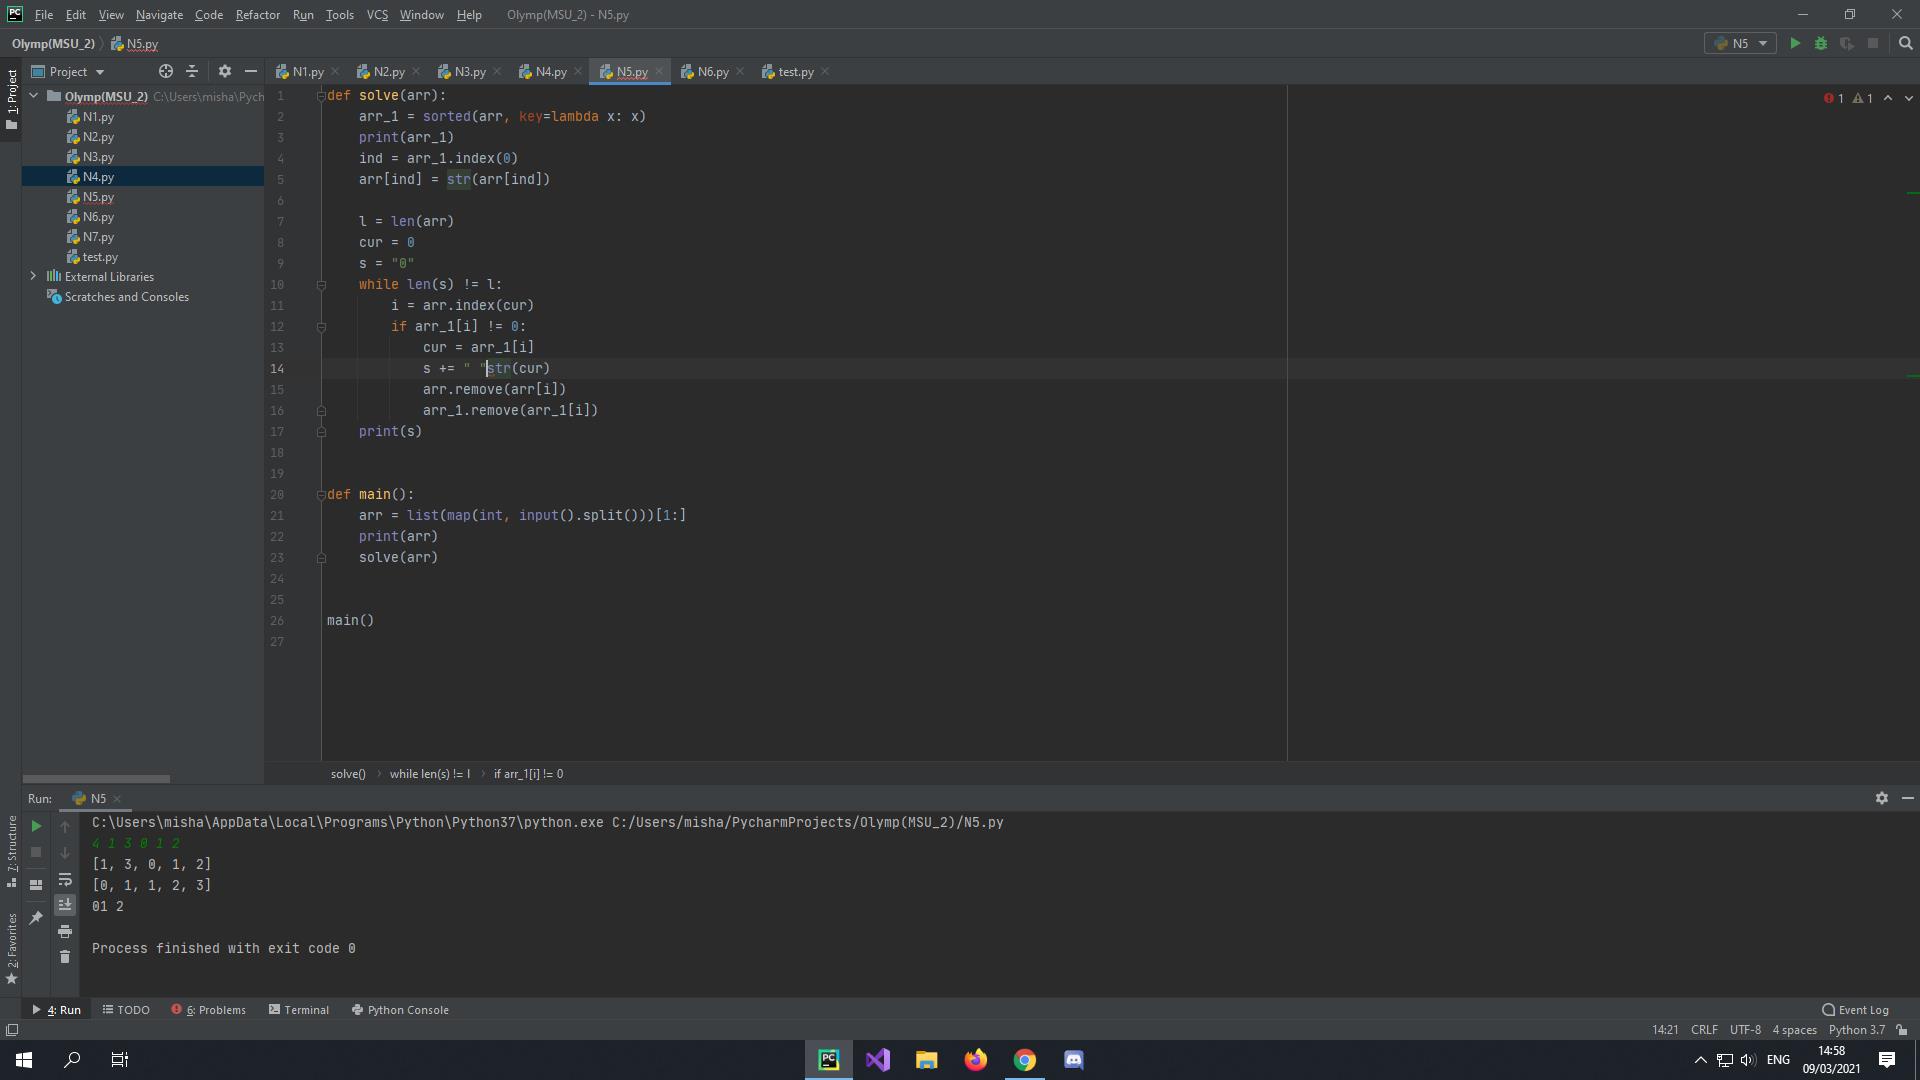 PC File Edit View Navigate Code Refactor Run Tools VCS Window Help Olymp(MSU_2) - N5.py
Olymp(MSU_2) N5.py N5
1: Project
Project
N1.py N2.py N3.py N4.py N5.py N6.py test.py
Olymp(MSU_2) C:\Users\misha\Pych
N1.py
N2.py
N3.py
N4.py
N5.py
N6.py
N7.py
test.py
External Libraries
Scratches and Consoles
1 def solve(arr):
2 arr_1 = sorted(arr, key=lambda x: x)
3 print(arr_1)
4 ind = arr_1.index(0)
5 arr[ind] = str(arr[ind])
6
7 l = len(arr)
8 cur = 0
9 s = "0"
10 while len(s) != l:
11 i = arr.index(cur)
12 if arr_1[i] != 0:
13 cur = arr_1[i]
14 s += " "str(cur)
15 arr.remove(arr[i])
16 arr_1.remove(arr_1[i])
17 print(s)
18
19
20 def main():
21 arr = list(map(int, input().split()))[1:]
22 print(arr)
23 solve(arr)
24
25
26 main()
27
1 1
solve() while len(s) != l if arr_1[i] != 0
Run: N5
7: Structure
2: Favorites
C:\Users\misha\AppData\Local\Programs\Python\Python37\python.exe C:/Users/misha/PycharmProjects/Olymp(MSU_2)/N5.py
4 1 3 0 1 2
[1, 3, 0, 1, 2]
[0, 1, 1, 2, 3]
01 2
Process finished with exit code 0
4: Run TODO 6: Problems Terminal Python Console Event Log
14:21 CRLF UTF-8 4 spaces Python 3.7
PC ENG 14:58
09/03/2021